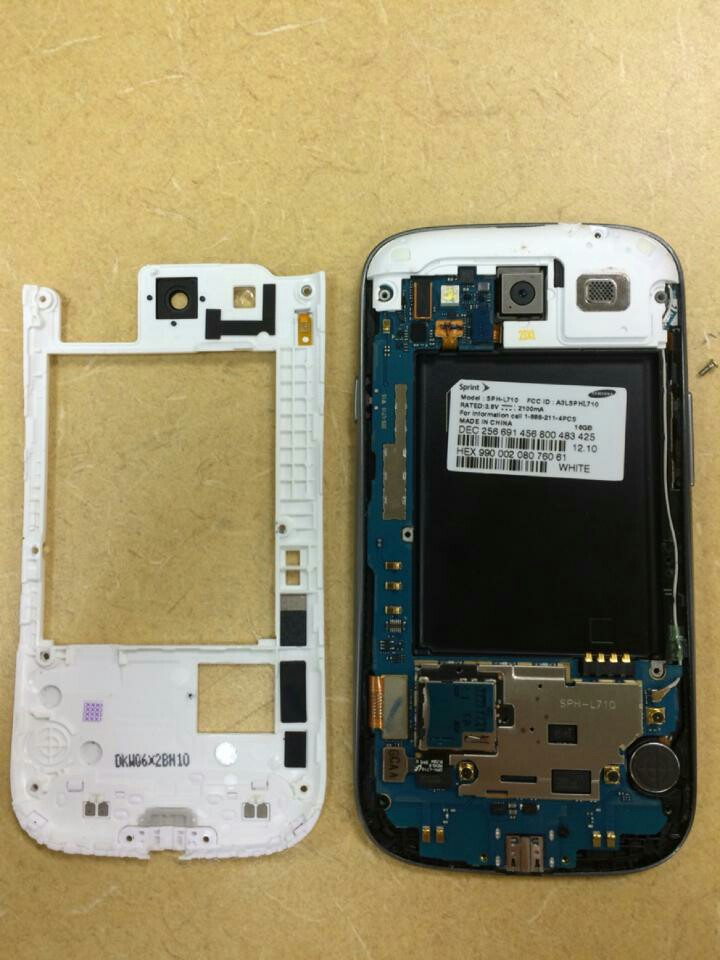 DKW06X2BH10
2SX1
Sprint
SAMSUNG
Model : SPH-L710 FCC ID : A3LSPHL710
RATED:3.8V 2100mA
For information call 1-888-211-4PCS
MADE IN CHINA 16GB
DEC 256 691 456 800 483 425
12.10
HEX 990 002 080 760 61
WHITE
SPH-L710